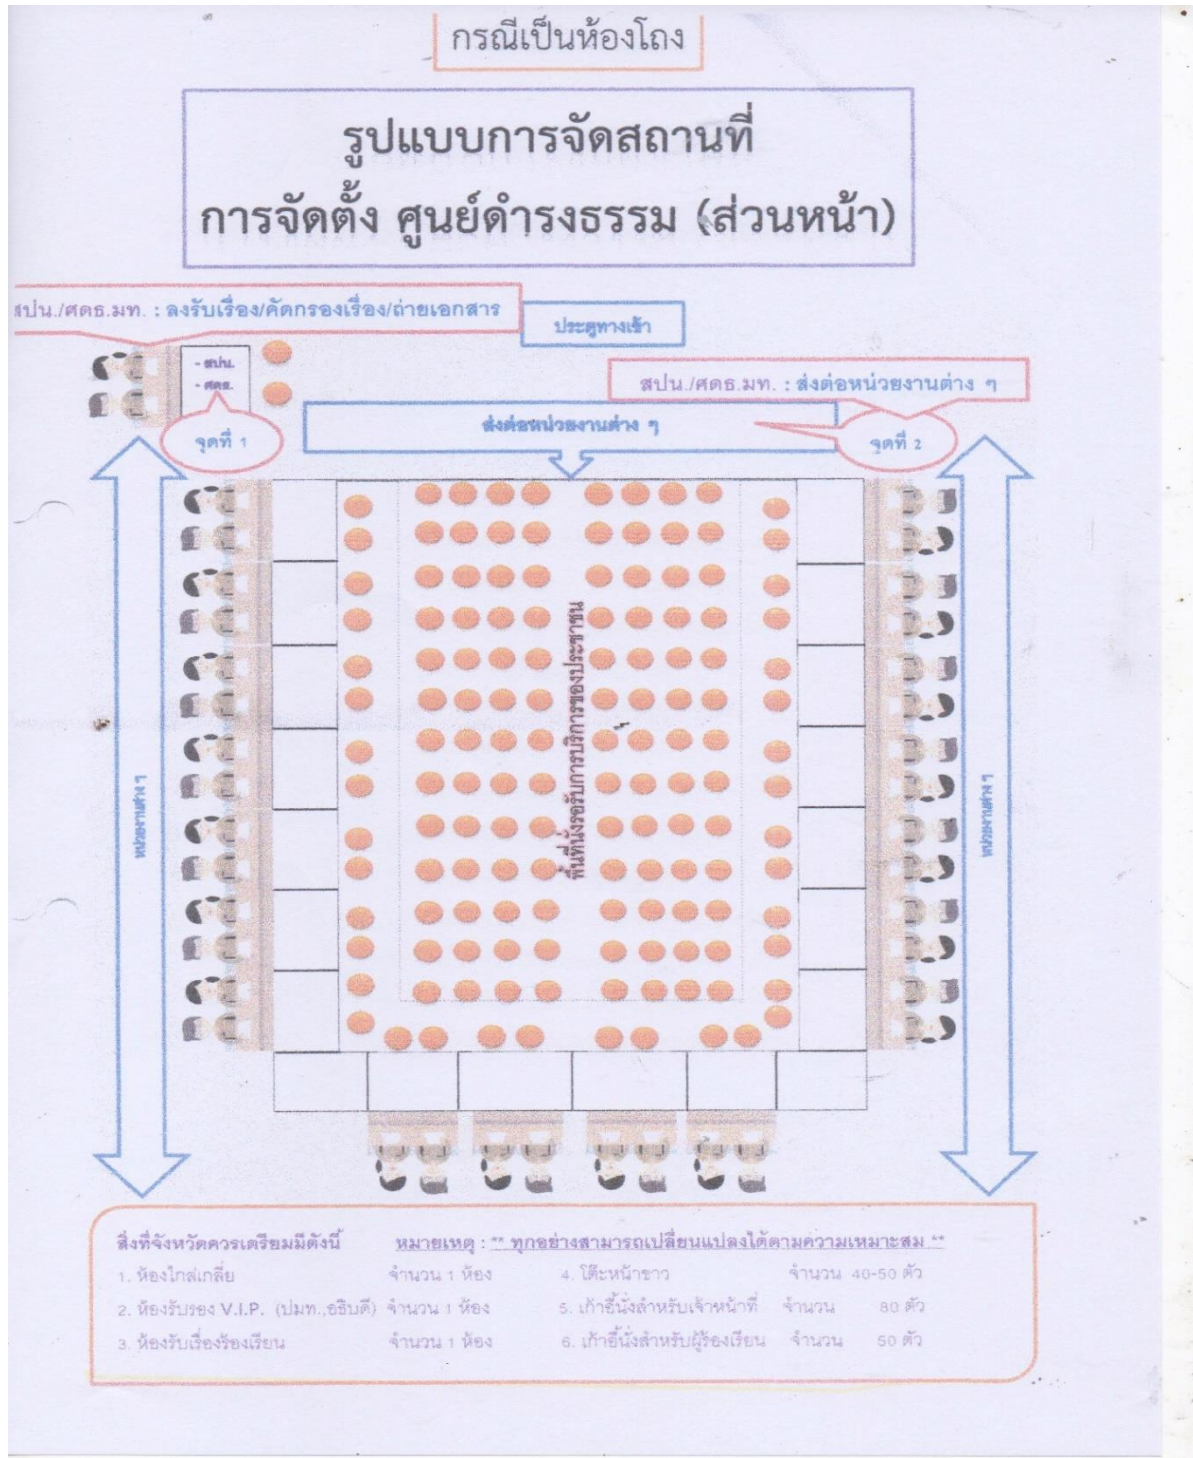 กรณีเป็นห้องโถง
รูปแบบการจัดสถานที่
การจัดตั้ง ศูนย์ดำรงธรรม (ส่วนหน้า)
สปน./ศดธ.มท. : ลงรับเรื่อง/คัดกรองเรื่อง/ถ่ายเอกสาร
ประตูทางเข้า
- สปน.
- ศดธ.
สปน./ศดธ.มท. : ส่งต่อหน่วยงานต่าง ๆ
ส่งต่อหน่วยงานต่าง ๆ
จุดที่ 1
จุดที่ 2
หน่วยงานต่าง ๆ
พื้นที่นั่งรอรับการบริการของประชาชน
หน่วยงานต่าง ๆ
สิ่งที่จังหวัดควรเตรียมมีดังนี้ หมายเหตุ : ** ทุกอย่างสามารถเปลี่ยนแปลงได้ตามความเหมาะสม **
1. ห้องไกล่เกลี่ย จำนวน 1 ห้อง 4. โต๊ะหน้าขาว จำนวน 40-50 ตัว
2. ห้องรับรอง V.I.P. (ปมท.,อธิบดี) จำนวน 1 ห้อง 5. เก้าอี้นั่งสำหรับเจ้าหน้าที่ จำนวน 80 ตัว
3. ห้องรับเรื่องร้องเรียน จำนวน 1 ห้อง 6. เก้าอี้นั่งสำหรับผู้ร้องเรียน จำนวน 50 ตัว